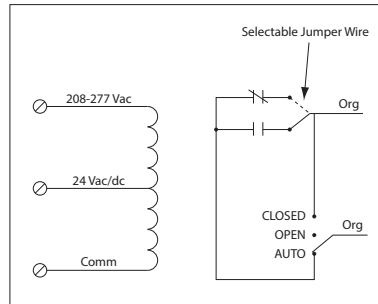 Selectable Jumper Wire
208-277 Vac
Org
24 Vac/dc
CLOSED
OPEN
Org
AUTO
Comm